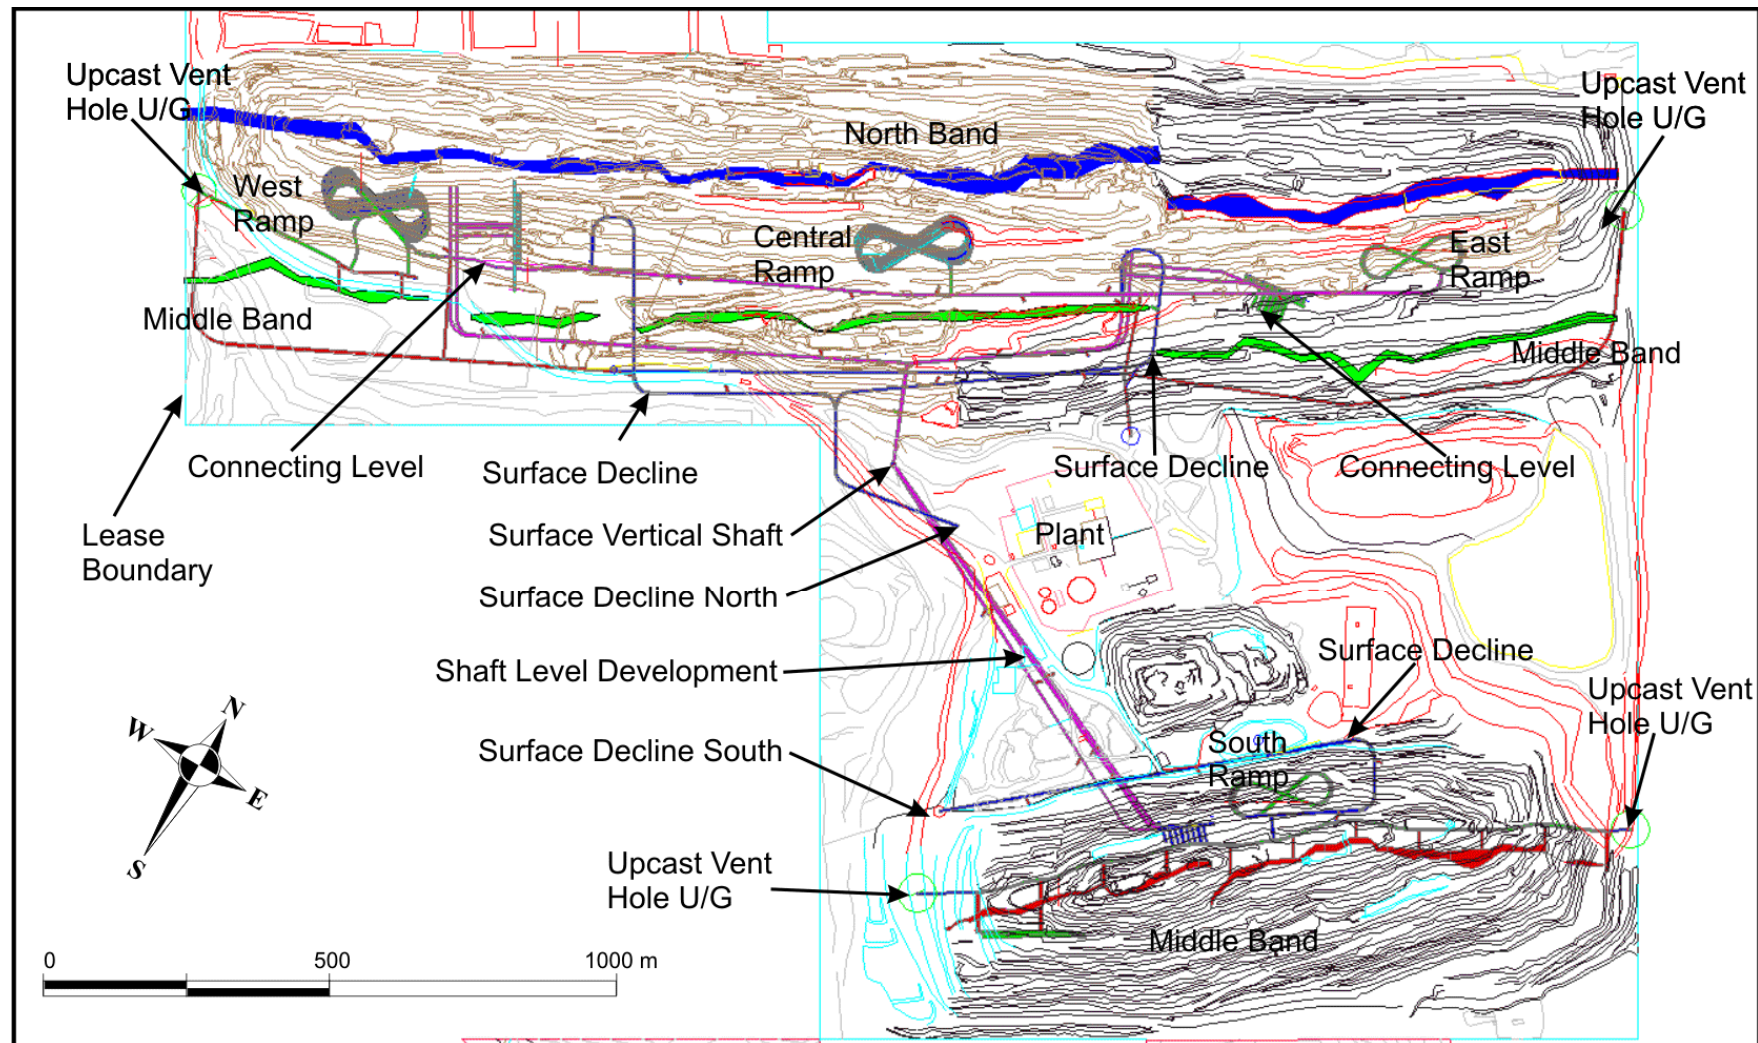 Upcast Vent
Hole U/G
Upcast Vent
Hole U/G
North Band
West
Ramp
Central
Ramp
East
Ramp
Middle Band
Middle Band
Connecting Level
Surface Decline
Surface Decline
Connecting Level
Lease
Boundary
Surface Vertical Shaft
Plant
Surface Decline North
Shaft Level Development
Surface Decline
Upcast Vent
Hole U/G
N
W
E
S
Surface Decline South
South
Ramp
Upcast Vent
Hole U/G
Middle Band
0 500 1000 m